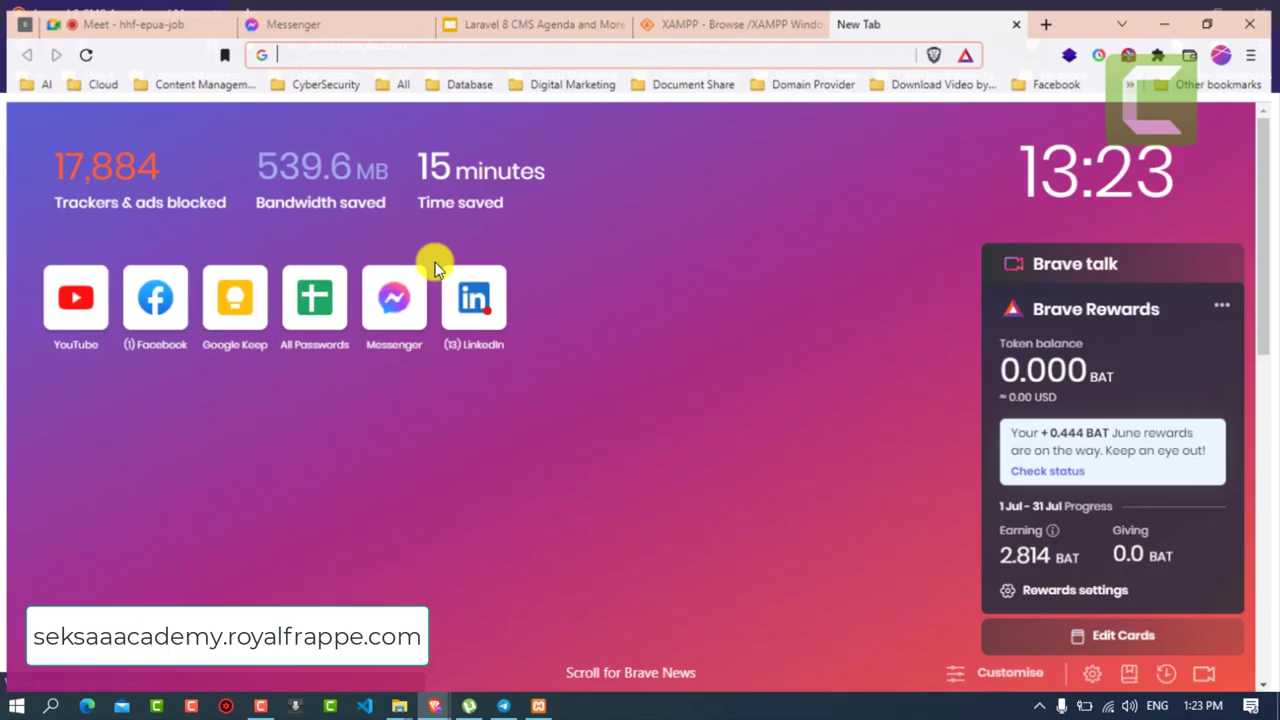 Meet - hhf-epua-job
Messenger
Laravel 8 CMS Agenda and More
XAMPP - Browse /XAMPP Windo
New Tab
AI
Cloud
Content Managem...
CyberSecurity
All
Database
Digital Marketing
Document Share
Domain Provider
Download Video by...
Facebook
Other bookmarks
17,884
Trackers & ads blocked
539.6 MB
Bandwidth saved
15 minutes
Time saved
13:23
YouTube
(1) Facebook
Google Keep
All Passwords
Messenger
(13) LinkedIn
Brave talk
Brave Rewards
Token balance
0.000 BAT
≈ 0.00 USD
Your + 0.444 BAT June rewards
are on the way. Keep an eye out!
Check status
1 Jul - 31 Jul Progress
Earning
Giving
2.814 BAT
0.0 BAT
Rewards settings
Edit Cards
seksaaacademy.royalfrappe.com
Scroll for Brave News
Customise
ENG
1:23 PM